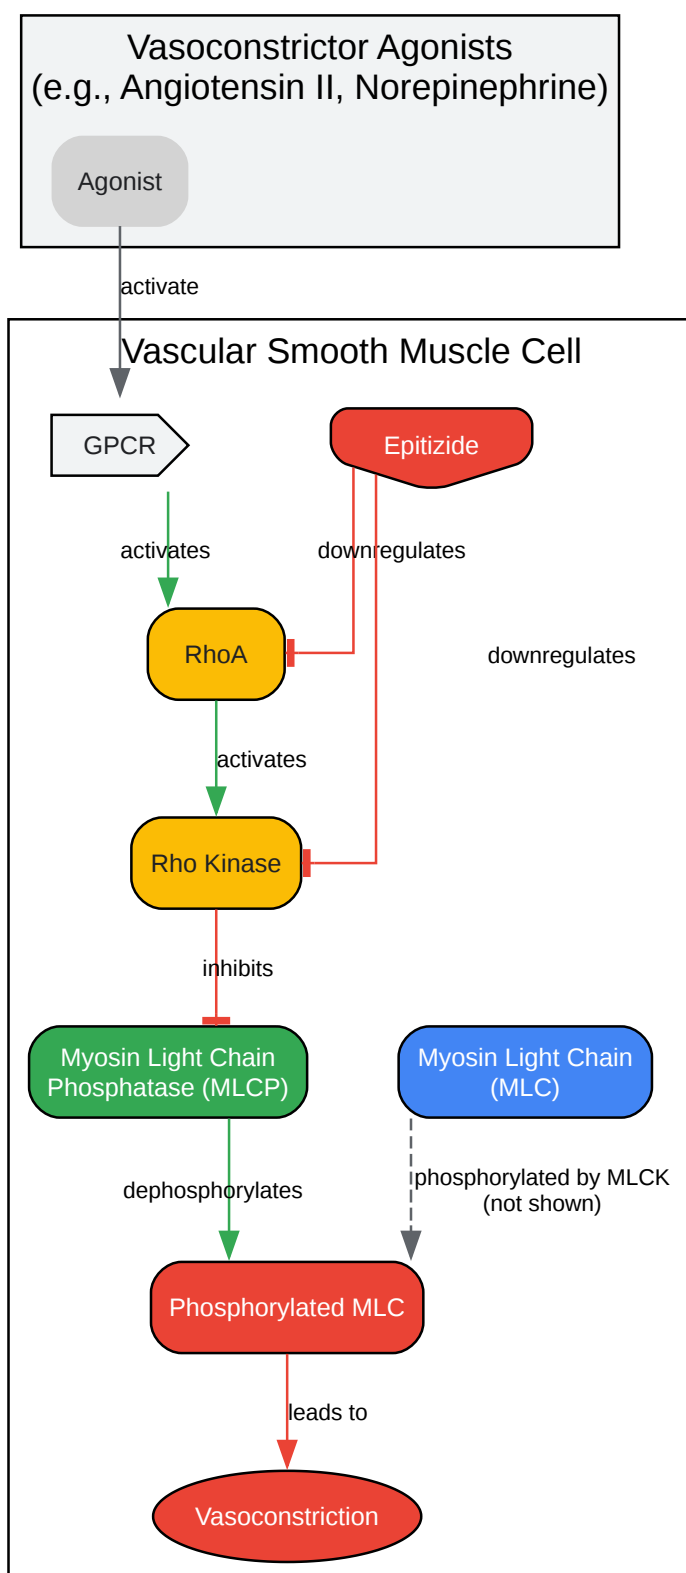 Vasoconstrictor Agonists
(e.g., Angiotensin II, Norepinephrine)
Agonist
activate
Vascular Smooth Muscle Cell
GPCR
Epitizide
activates
downregulates
RhoA
downregulates
activates
Rho Kinase
inhibits
Myosin Light Chain
Phosphatase (MLCP)
Myosin Light Chain
(MLC)
dephosphorylates
phosphorylated by MLCK
(not shown)
Phosphorylated MLC
leads to
Vasoconstriction